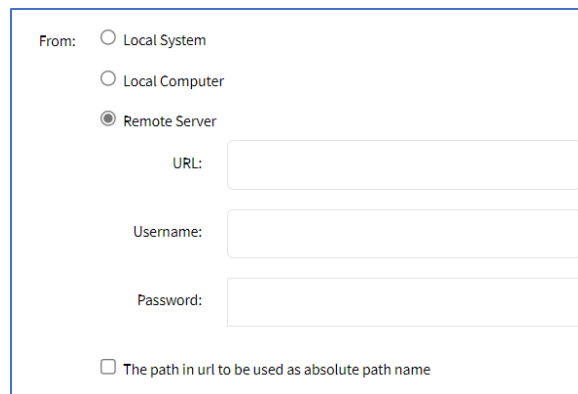 From: Local System
Local Computer
Remote Server
URL:
Username:
Password:
The path in url to be used as absolute path name